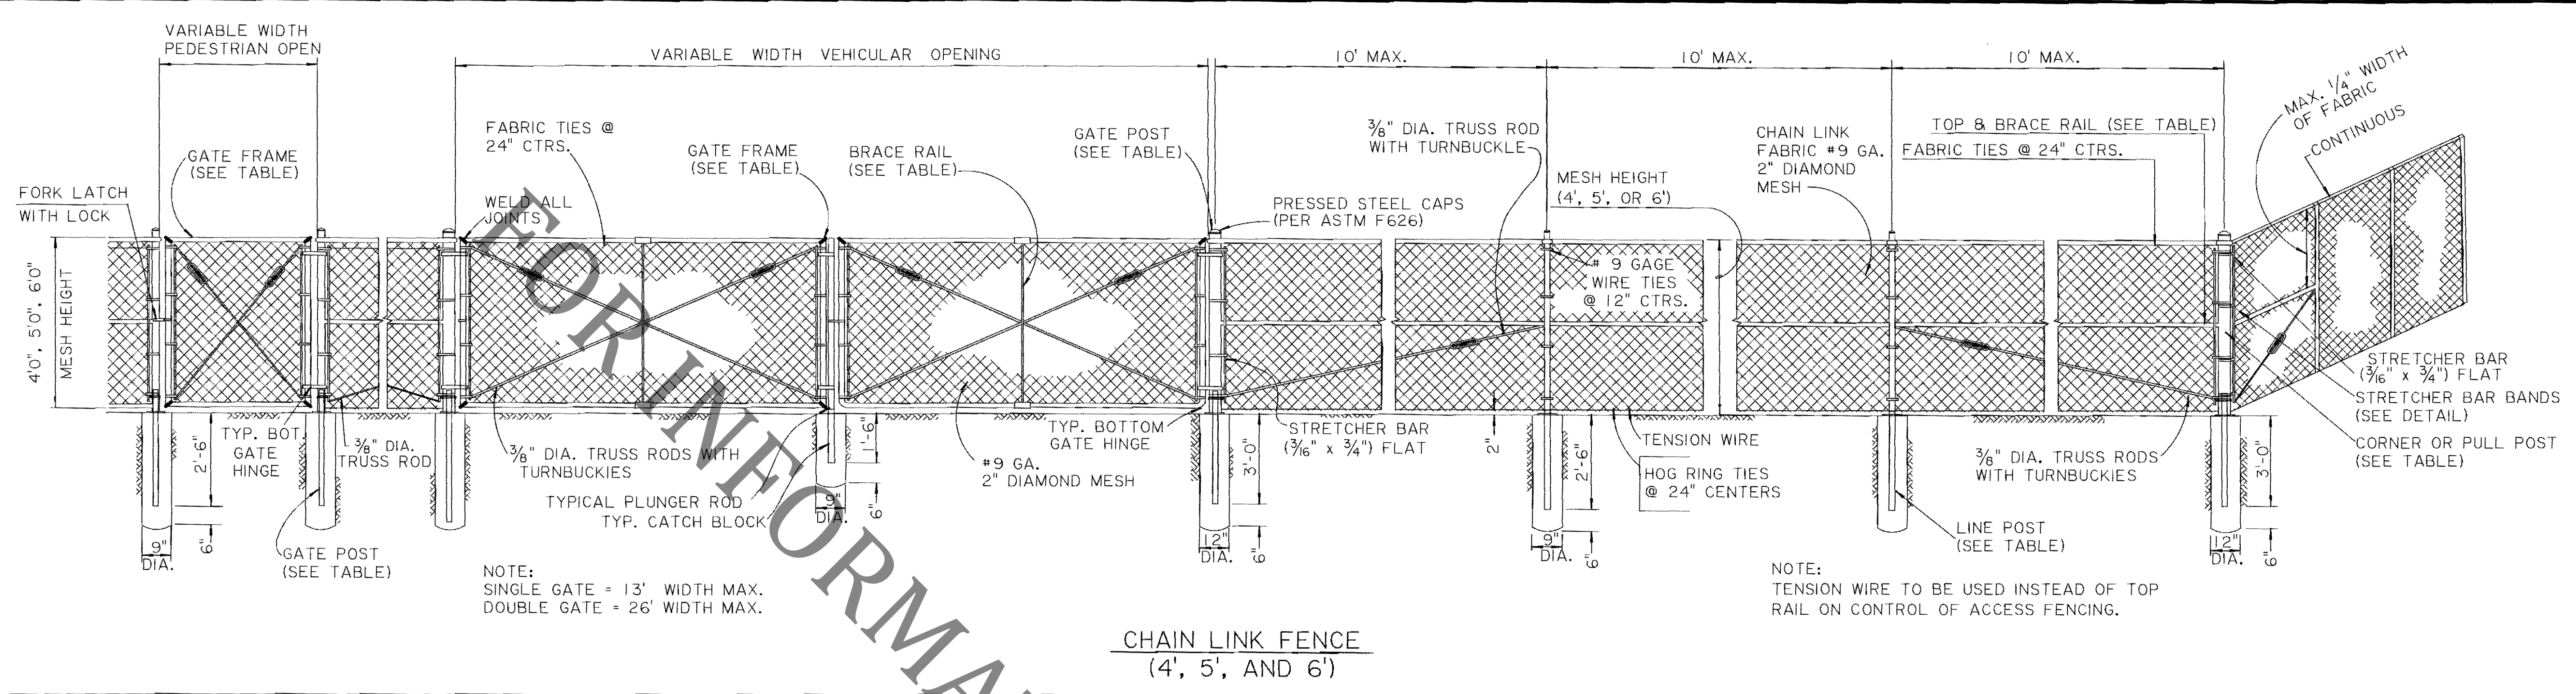 VARIABLE WIDTH
PEDESTRIAN OPEN
VARIABLE WIDTH VEHICULAR OPENING
10' MAX.
10' MAX.
10' MAX.
MAX. 1/4" WIDTH
OF FABRIC
CONTINUOUS
FABRIC TIES @
24" CTRS.
GATE FRAME
(SEE TABLE)
GATE FRAME
(SEE TABLE)
BRACE RAIL
(SEE TABLE)
GATE POST
(SEE TABLE)
3/8" DIA. TRUSS ROD
WITH TURNBUCKLE
CHAIN LINK
FABRIC #9 GA.
2" DIAMOND
MESH
TOP & BRACE RAIL (SEE TABLE)
FABRIC TIES @ 24" CTRS.
FORK LATCH
WITH LOCK
WELD ALL
JOINTS
PRESSED STEEL CAPS
(PER ASTM F626)
MESH HEIGHT
(4', 5', OR 6')
# 9 GAGE
WIRE TIES
@ 12" CTRS.
4'0", 5'0", 6'0"
MESH HEIGHT
STRETCHER BAR
(3/16" x 3/4") FLAT
STRETCHER BAR BANDS
(SEE DETAIL)
CORNER OR PULL POST
(SEE TABLE)
2'-6"
TYP. BOT.
GATE
HINGE
3/8" DIA.
TRUSS ROD
3/8" DIA. TRUSS RODS WITH
TURNBUCKIES
1'-6"
#9 GA.
2" DIAMOND MESH
TYP. BOTTOM
GATE HINGE
3'-0"
STRETCHER BAR
(3/16" x 3/4") FLAT
2"
2'-6"
TENSION WIRE
HOG RING TIES
@ 24" CENTERS
3/8" DIA. TRUSS RODS
WITH TURNBUCKIES
3'-0"
TYPICAL PLUNGER ROD
TYP. CATCH BLOCK
9"
DIA.
6"
9"
DIA.
6"
GATE POST
(SEE TABLE)
12"
DIA.
6"
9"
DIA.
6"
LINE POST
(SEE TABLE)
12"
DIA.
6"
NOTE:
SINGLE GATE = 13' WIDTH MAX.
DOUBLE GATE = 26' WIDTH MAX.
NOTE:
TENSION WIRE TO BE USED INSTEAD OF TOP
RAIL ON CONTROL OF ACCESS FENCING.
CHAIN LINK FENCE
(4', 5', AND 6')
FOR INFORMA